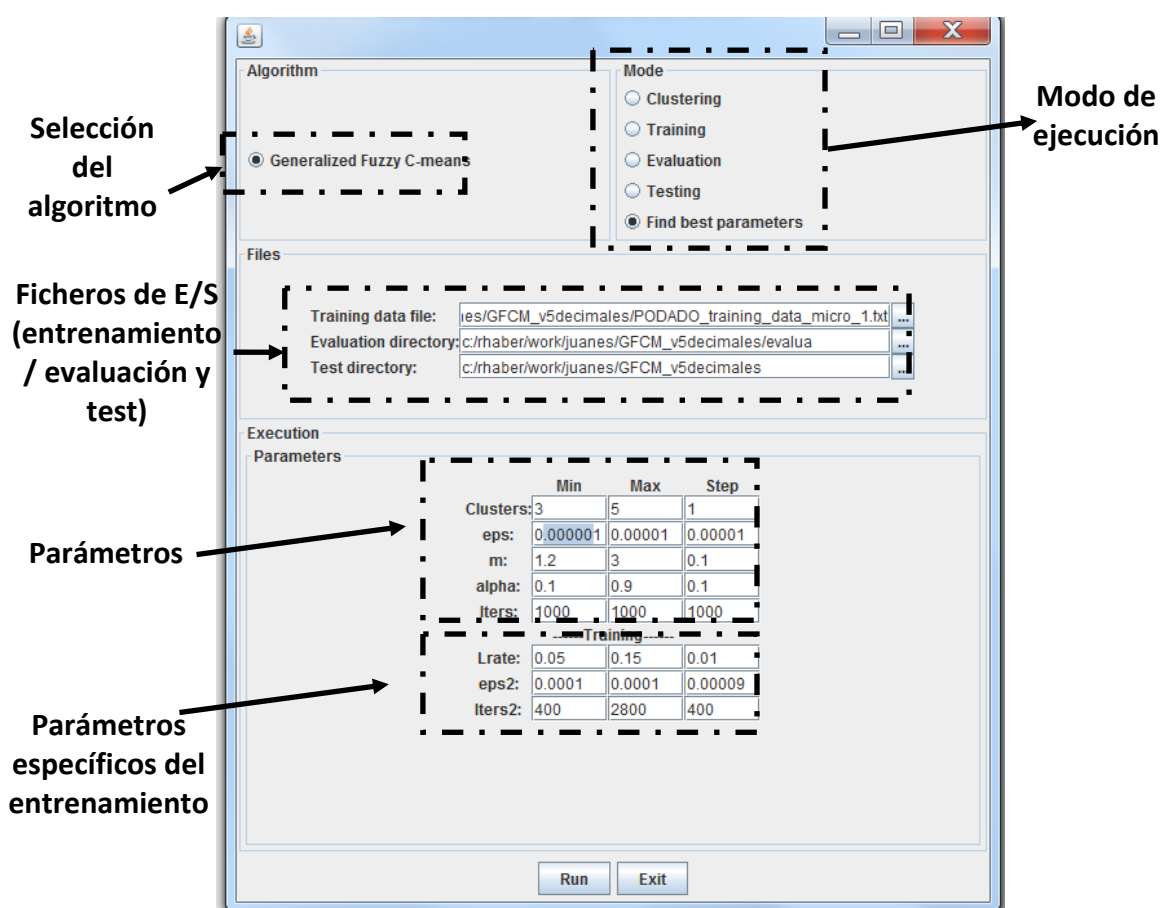 Algorithm
Mode
Clustering
Training
Evaluation
Testing
Find best parameters
Generalized Fuzzy C-means
Selección
del
algoritmo
Modo de
ejecución
Files
Ficheros de E/S
(entrenamiento
/ evaluación y
test)
Training data file: nes/GFCM_v5decimales/PODADO_training_data_micro_1.txt ...
Evaluation directory: c:/rhaber/work/juanes/GFCM_v5decimales/evalua ...
Test directory: c:/rhaber/work/juanes/GFCM_v5decimales ...
Execution
Parameters
Parámetros
Min Max Step
Clusters: 3 5 1
eps: 0.000001 0.00001 0.00001
m: 1.2 3 0.1
alpha: 0.1 0.9 0.1
Iters: 1000 1000 1000
------Training------
Lrate: 0.05 0.15 0.01
eps2: 0.0001 0.0001 0.00009
Iters2: 400 2800 400
Parámetros
específicos del
entrenamiento
Run Exit